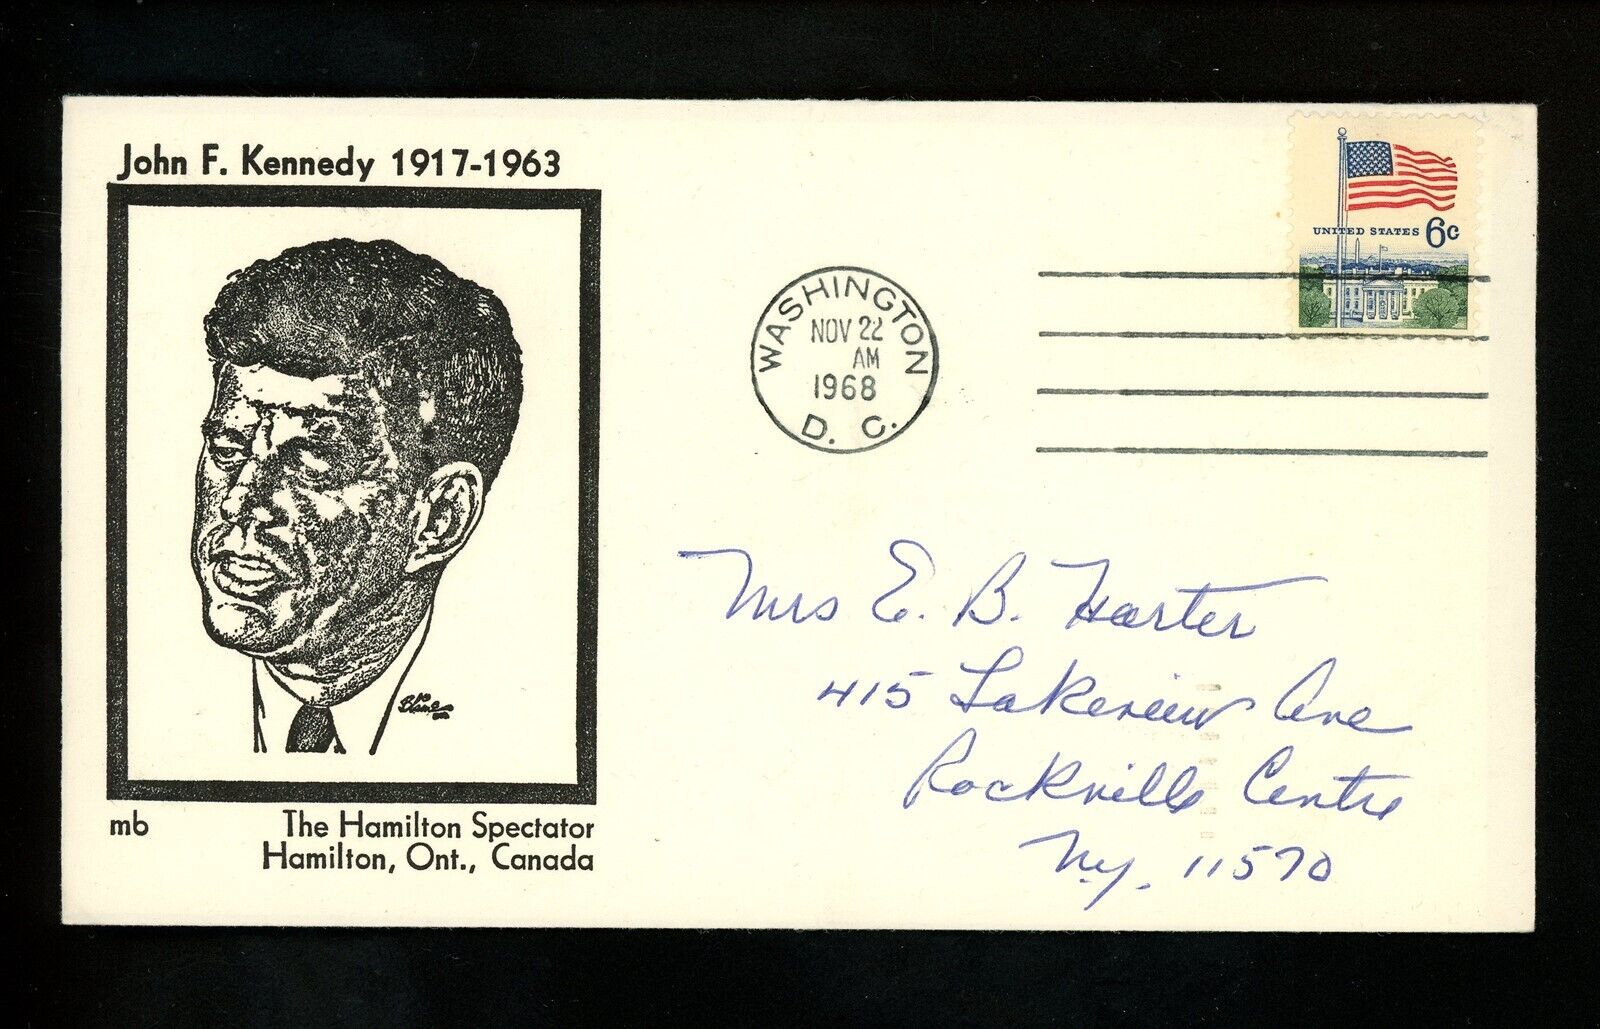 John F. Kennedy 1917-1963
mb
The Hamilton Spectator
Hamilton, Ont., Canada
WASHINGTON
NOV 22
AM
1968
D. C.
UNITED STATES 6c
Mrs E. B. Harter
415 Lakeview Ave
Rockville Centre
N.Y. 11570